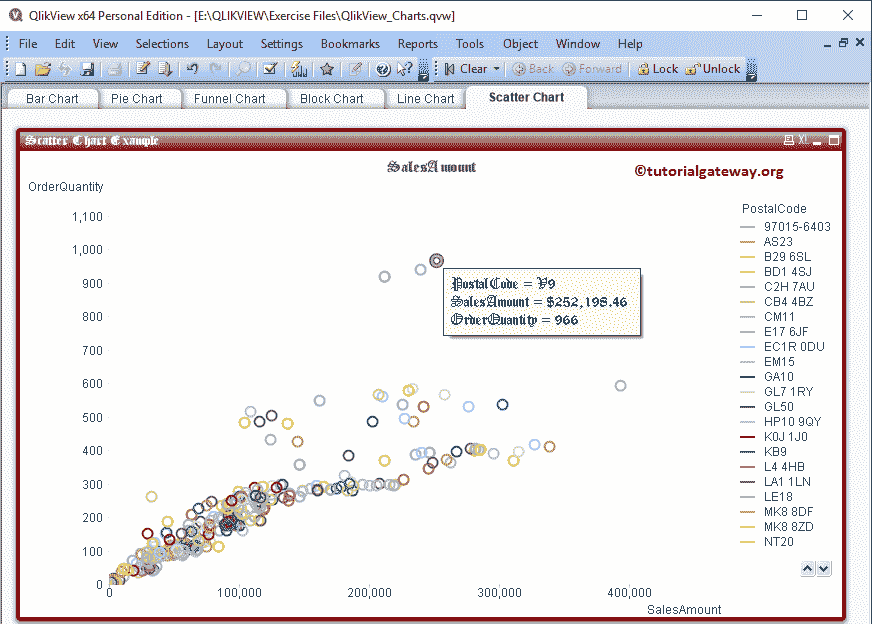 QlikView x64 Personal Edition - [E:\QLIKVIEW\Exercise Files\QlikView_Charts.qvw]
File Edit View Selections Layout Settings Bookmarks Reports Tools Object Window Help
Clear Back Forward Lock Unlock
Bar Chart Pie Chart Funnel Chart Block Chart Line Chart Scatter Chart
Scatter Chart Example XL
SalesAmount
©tutorialgateway.org
OrderQuantity
1,100
1,000
900
800
700
600
500
400
300
200
100
0
PostalCode = V9
SalesAmount = $252,198.46
OrderQuantity = 966
0 100,000 200,000 300,000 400,000
SalesAmount
PostalCode
97015-6403
AS23
B29 6SL
BD1 4SJ
C2H 7AU
CB4 4BZ
CM11
E17 6JF
EC1R 0DU
EM15
GA10
GL7 1RY
GL50
HP10 9QY
K0J 1J0
KB9
L4 4HB
LA1 1LN
LE18
MK8 8DF
MK8 8ZD
NT20